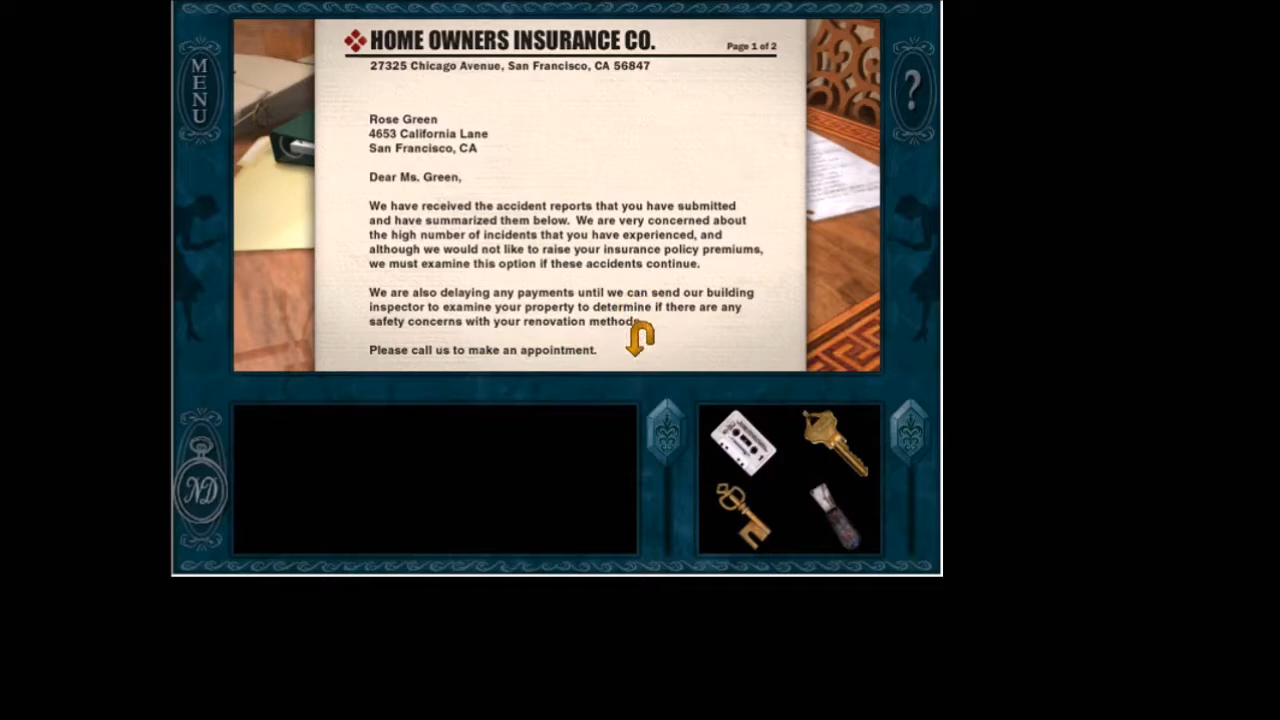 HOME OWNERS INSURANCE CO.
Page 1 of 2
27325 Chicago Avenue, San Francisco, CA 56847
Rose Green
4653 California Lane
San Francisco, CA
Dear Ms. Green,
We have received the accident reports that you have submitted
and have summarized them below. We are very concerned about
the high number of incidents that you have experienced, and
although we would not like to raise your insurance policy premiums,
we must examine this option if these accidents continue.
We are also delaying any payments until we can send our building
inspector to examine your property to determine if there are any
safety concerns with your renovation methods.
Please call us to make an appointment.
MENU
?
ND